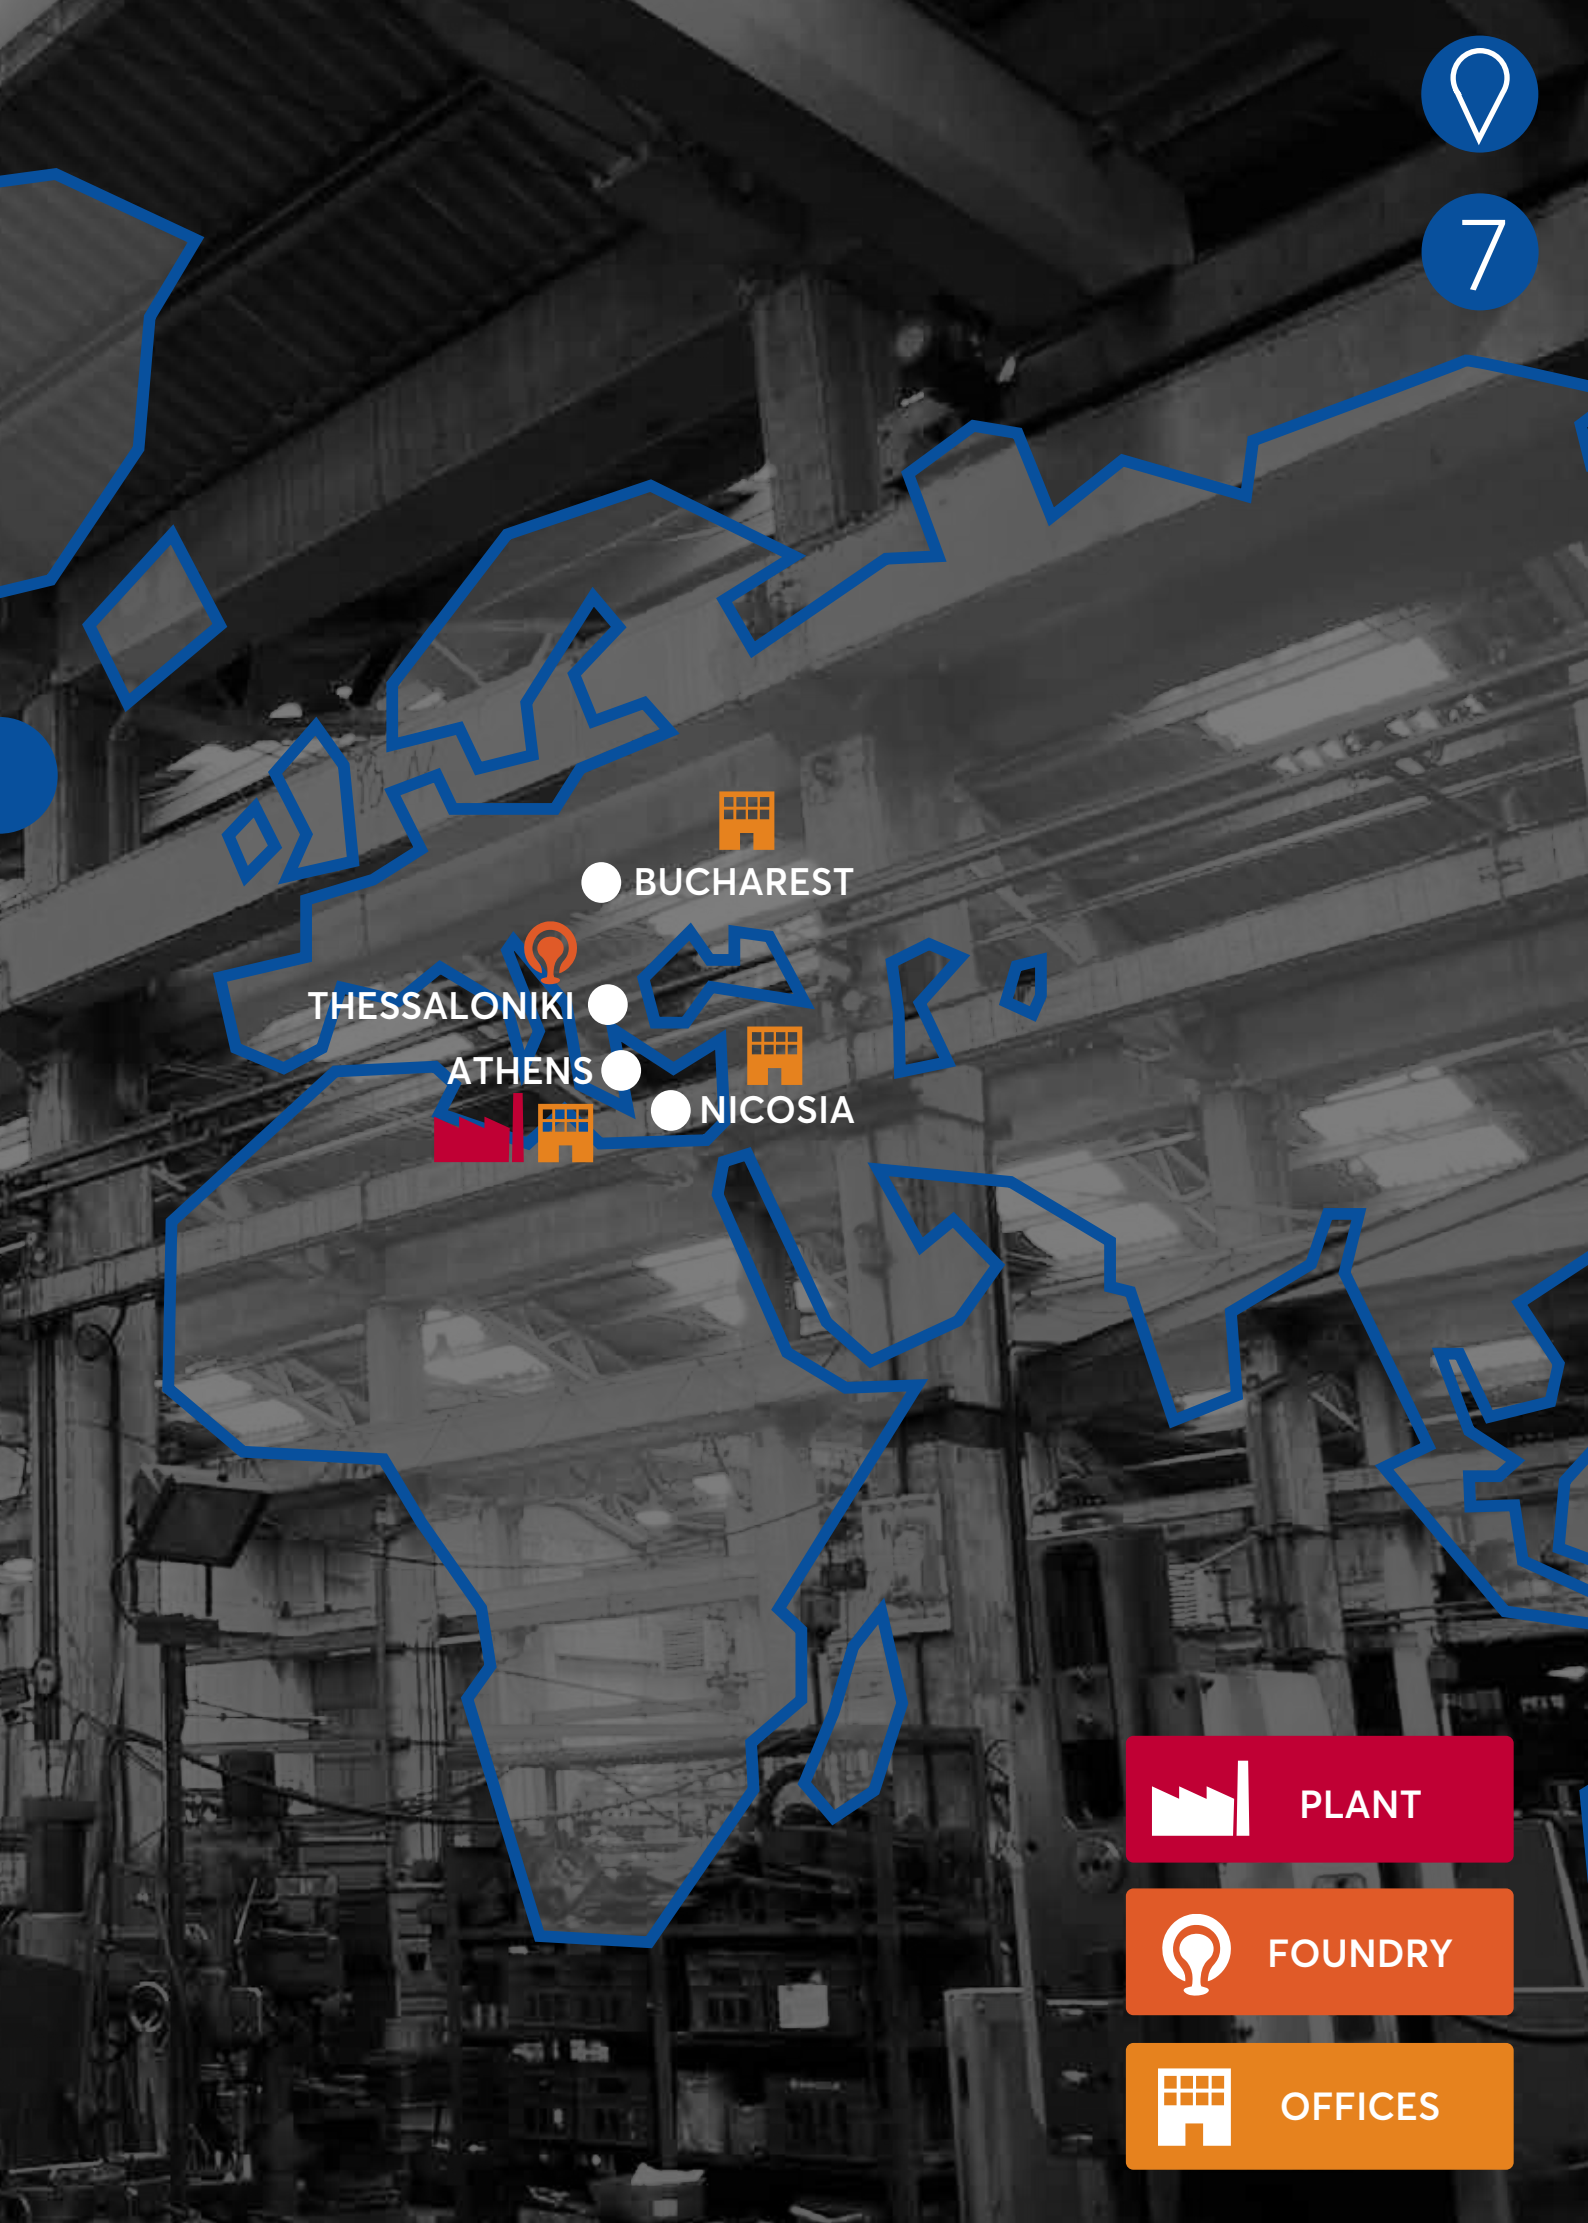 7
BUCHAREST
THESSALONIKI
ATHENS
NICOSIA
PLANT
FOUNDRY
OFFICES